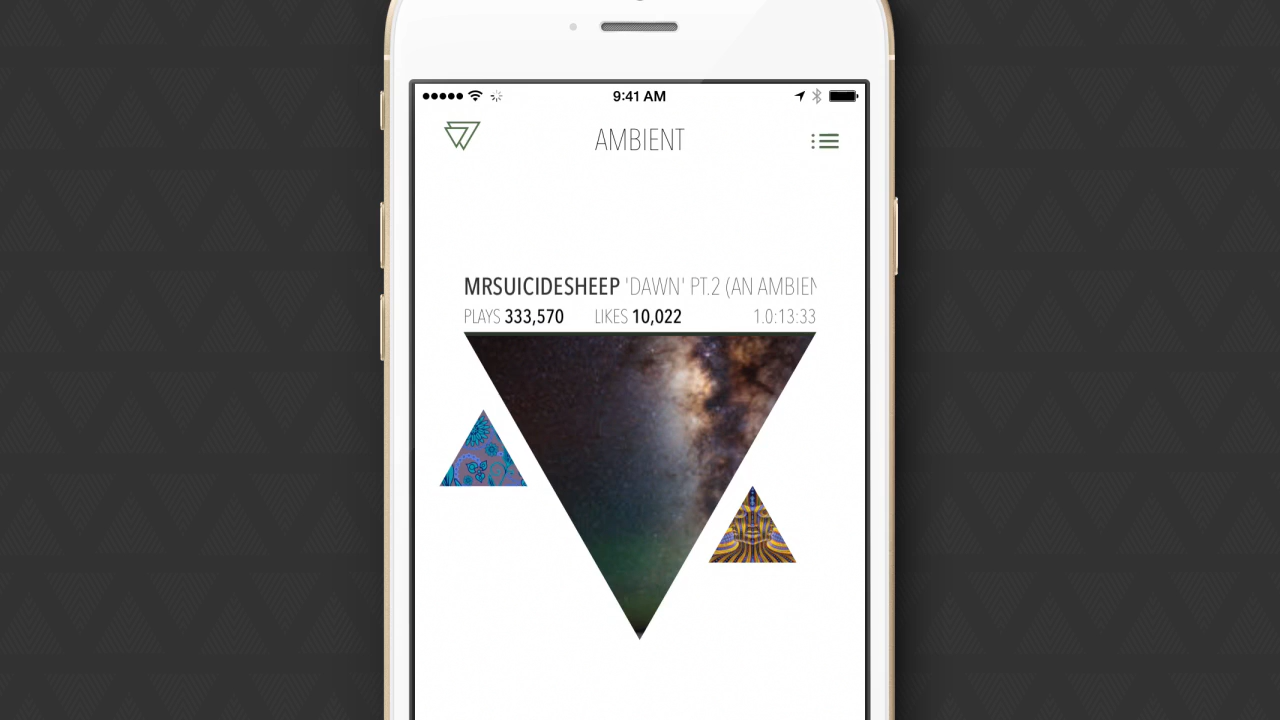 9:41 AM
AMBIENT
MRSUICIDESHEEP 'DAWN' PT.2 (AN AMBIEN
PLAYS 333,570 LIKES 10,022 1.0:13:33